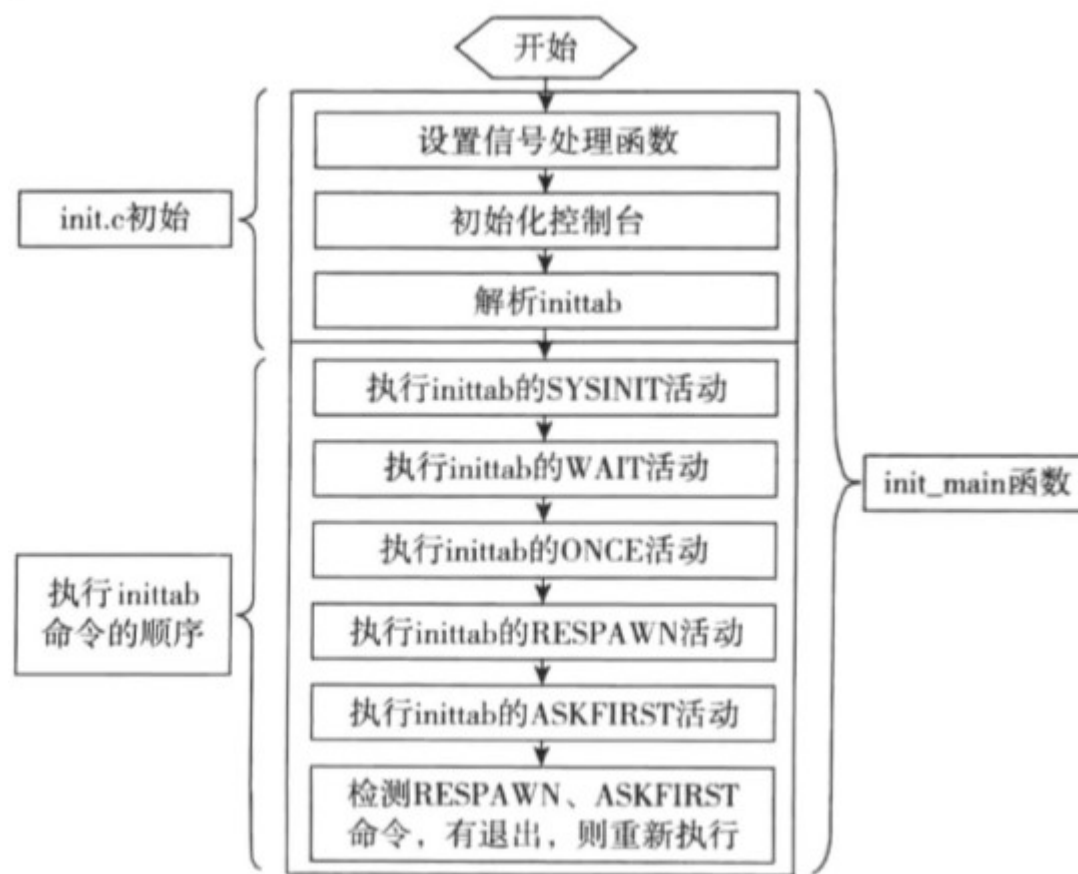 开始
设置信号处理函数
初始化控制台
解析inittab
init.c初始
执行inittab的SYSINIT活动
执行inittab的WAIT活动
执行inittab的ONCE活动
执行inittab的RESPAWN活动
执行inittab的ASKFIRST活动
检测RESPAWN、ASKFIRST
命令，有退出，则重新执行
执行 inittab
命令的顺序
init_main函数